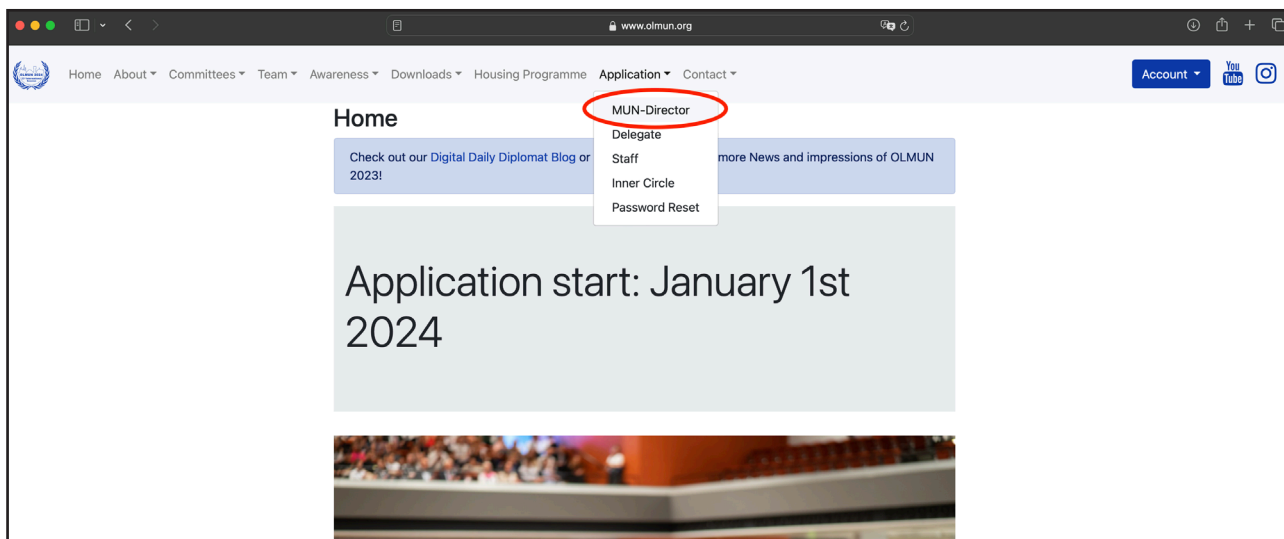 www.olmun.org
Home About Committees Team Awareness Downloads Housing Programme Application Contact Account You Tube
MUN-Director
Delegate
Staff
Inner Circle
Password Reset
Home
Check out our Digital Daily Diplomat Blog or more News and impressions of OLMUN
2023!
Application start: January 1st
2024